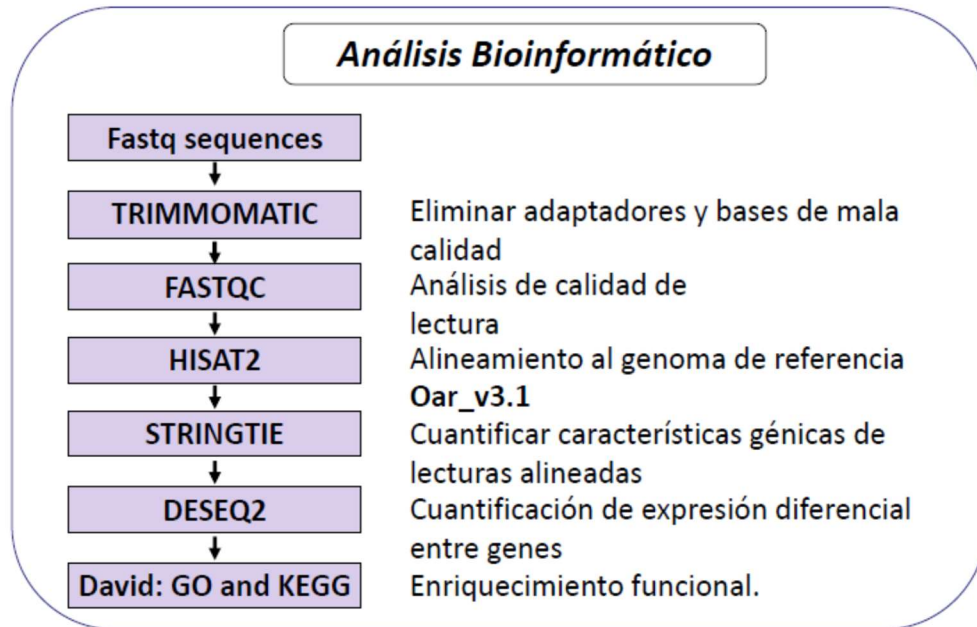 Análisis Bioinformático
Fastq sequences
TRIMMOMATIC
Eliminar adaptadores y bases de mala
calidad
FASTQC
Análisis de calidad de
lectura
HISAT2
Alineamiento al genoma de referencia
Oar_v3.1
STRINGTIE
Cuantificar características génicas de
lecturas alineadas
DESEQ2
Cuantificación de expresión diferencial
entre genes
David: GO and KEGG
Enriquecimiento funcional.